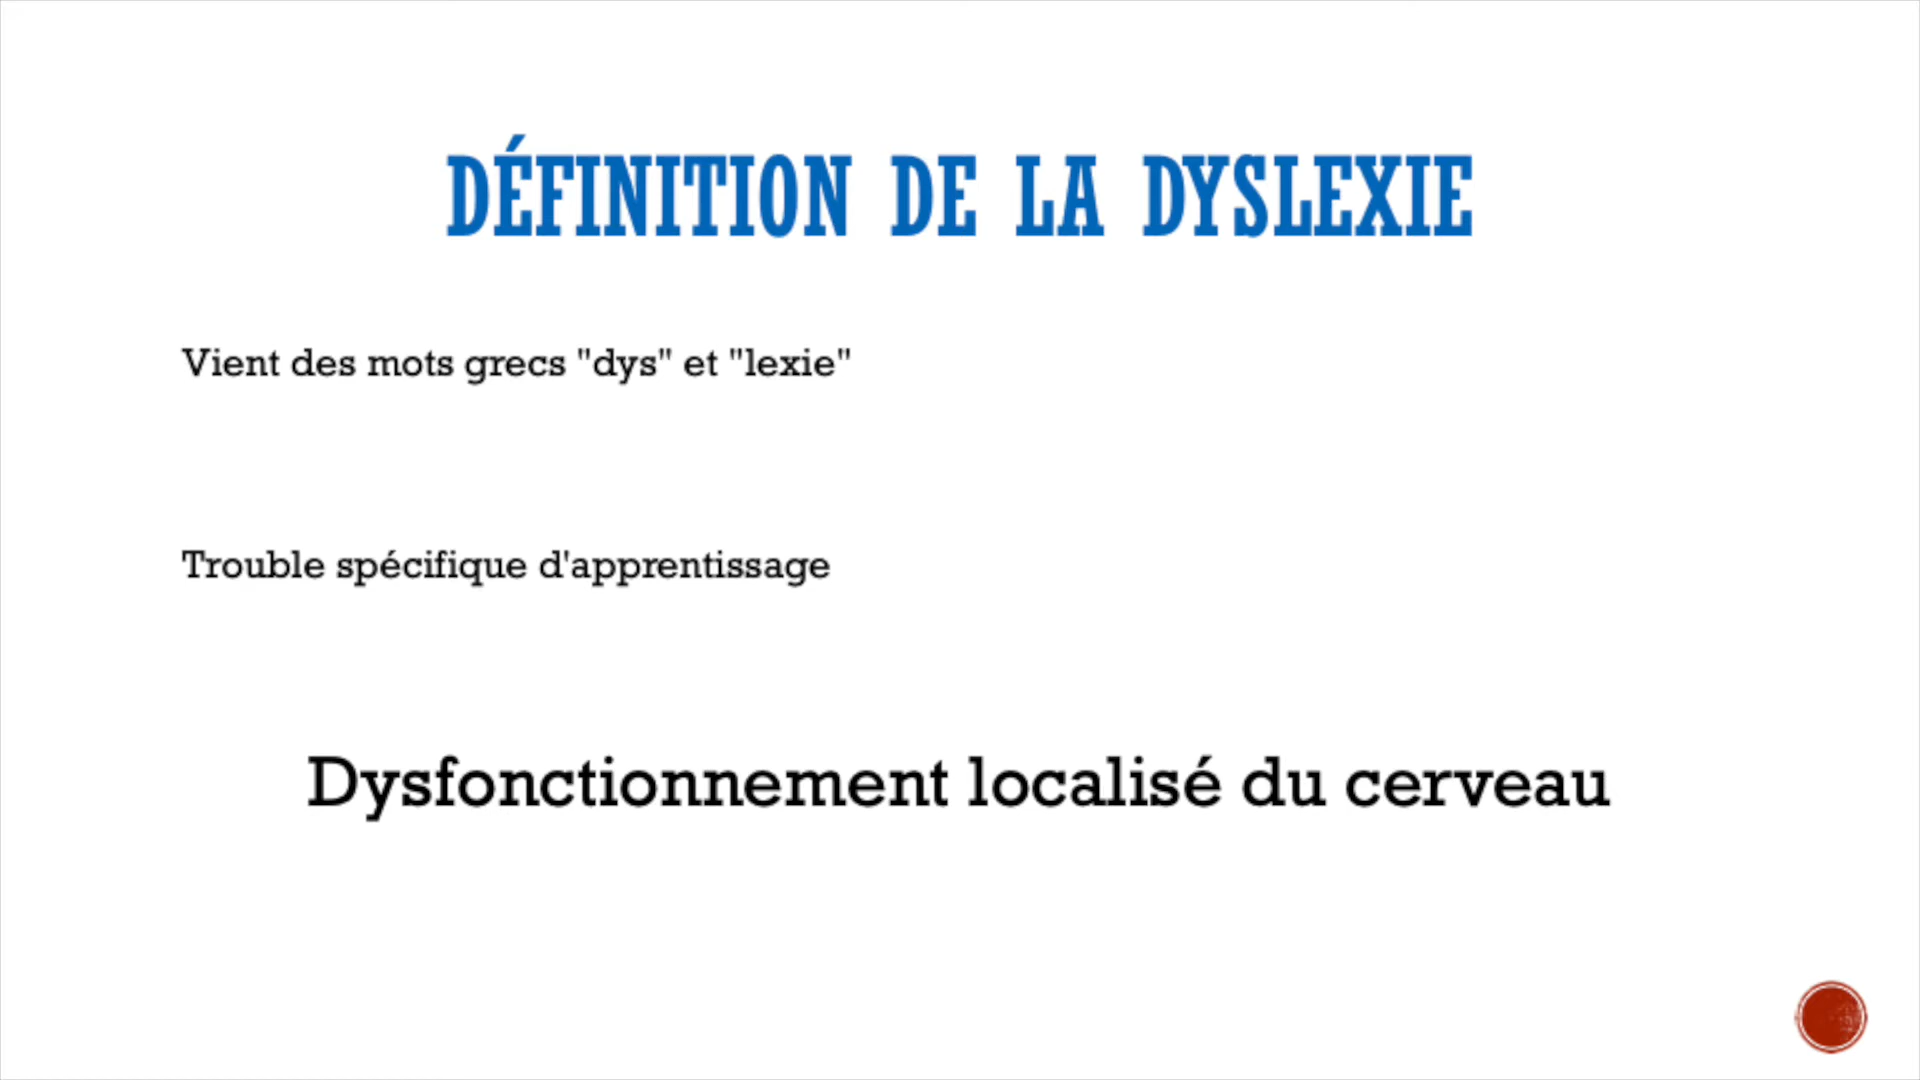 DÉFINITION DE LA DYSLEXIE
Vient des mots grecs "dys" et "lexie"
Trouble spécifique d'apprentissage
Dysfonctionnement localisé du cerveau